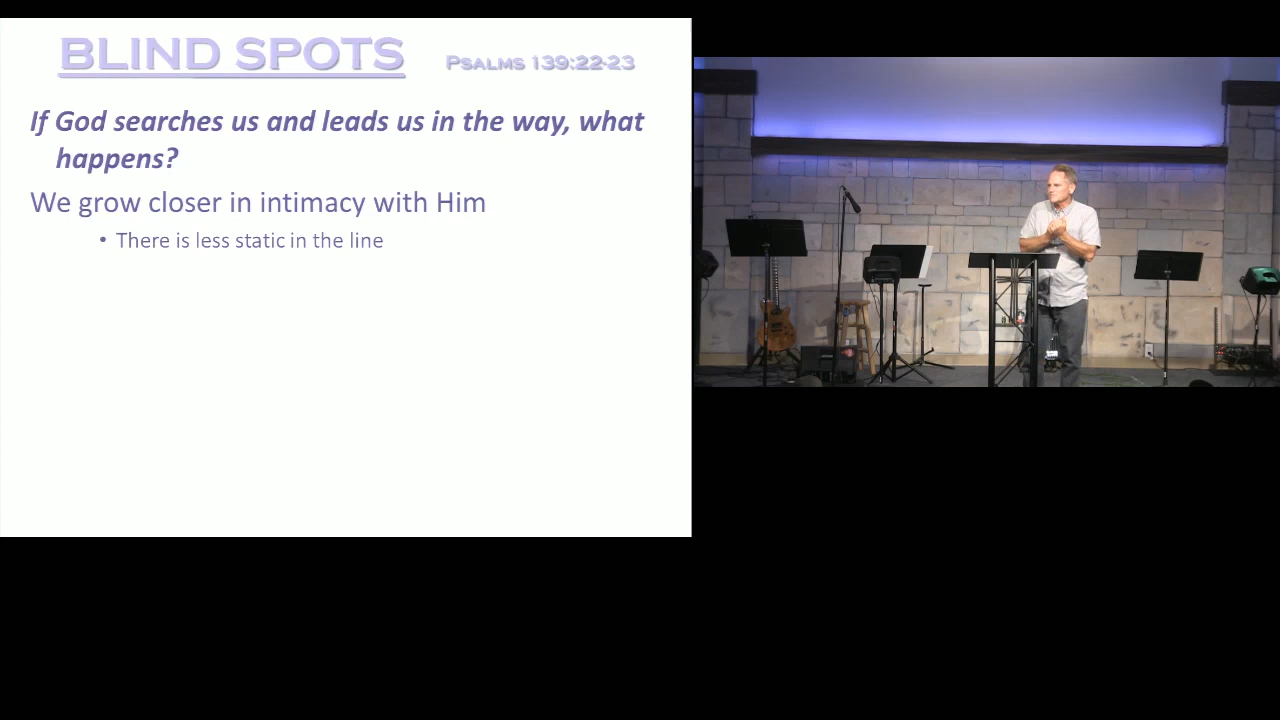 BLIND SPOTS Psalms 139:22-23
If God searches us and leads us in the way, what
happens?
We grow closer in intimacy with Him
• There is less static in the line